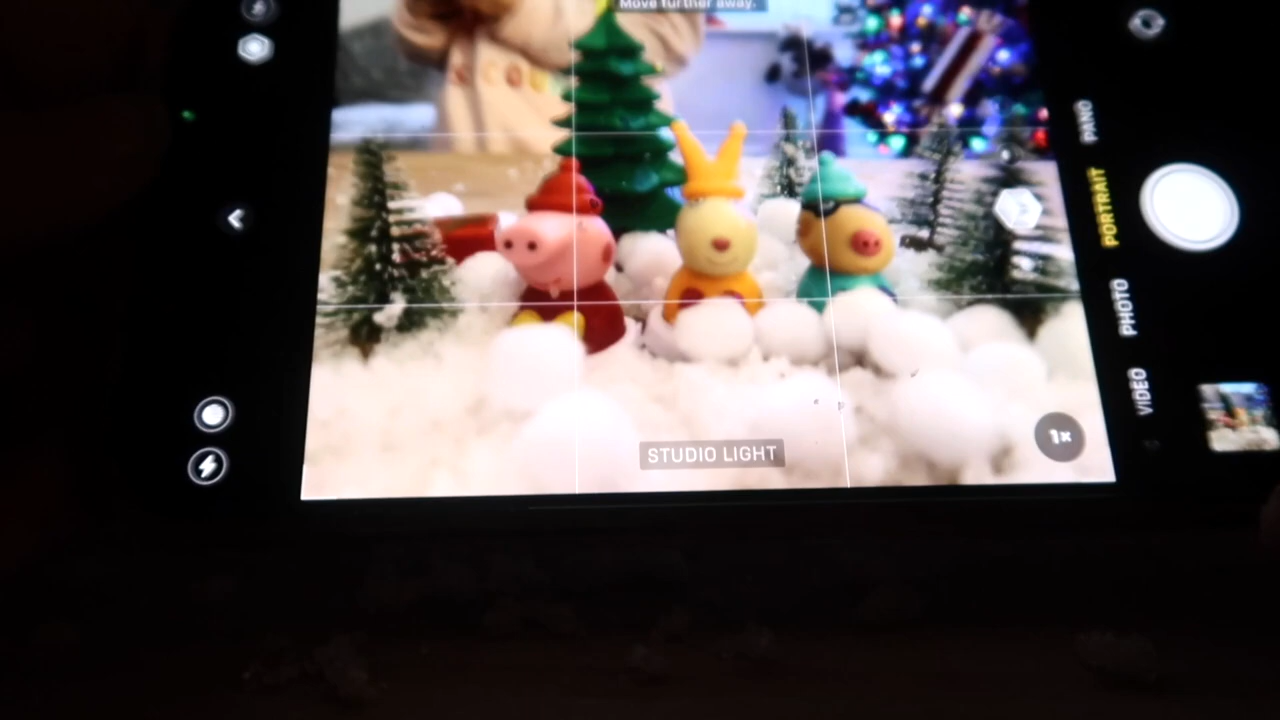 Move further away.
PANO
PORTRAIT
PHOTO
VIDEO
1×
STUDIO LIGHT